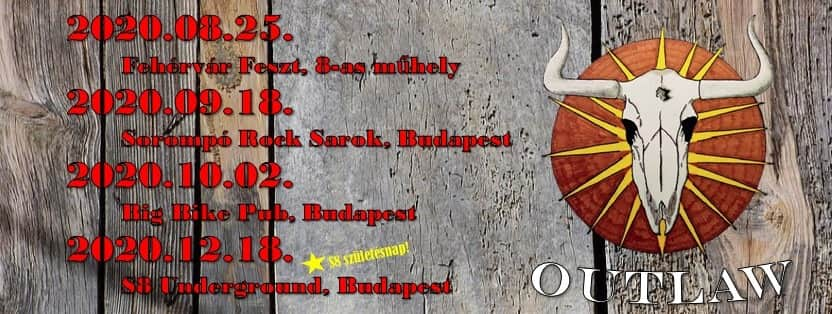 2020.08.25.
Fehérvár Feszt, 8-as műhely
2020.09.18.
Sorompó Rock Sarok, Budapest
2020.10.02.
Big Bike Pub, Budapest
2020.12.18.
S8 születésnap!
S8 Underground, Budapest
OUTLAW